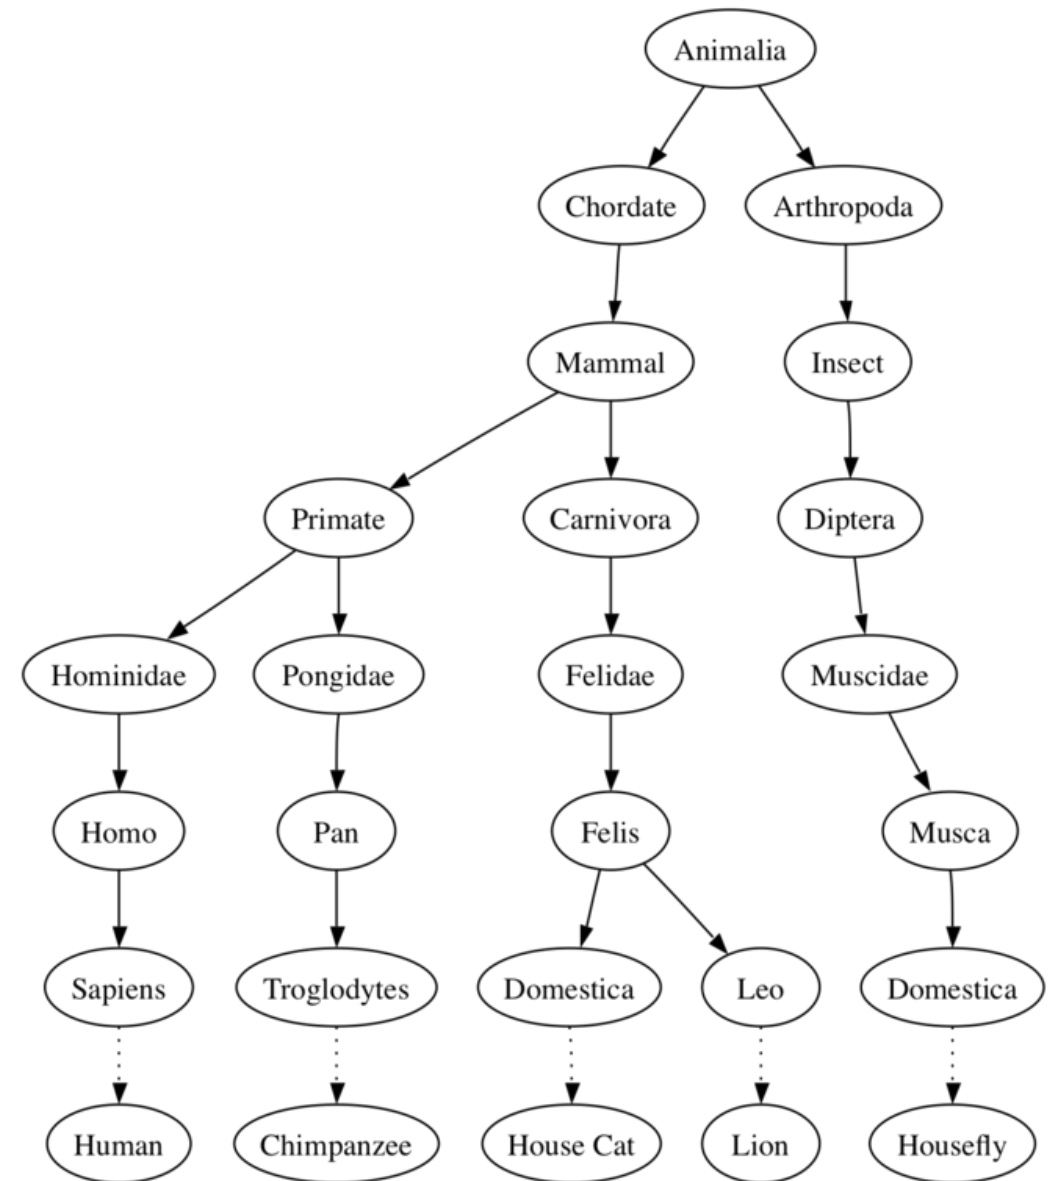 Animalia
Chordate Arthropoda
Mammal Insect
Primate Carnivora Diptera
Hominidae Pongidae Felidae Muscidae
Homo Pan Felis Musca
Sapiens Troglodytes Domestica Leo Domestica
Human Chimpanzee House Cat Lion Housefly